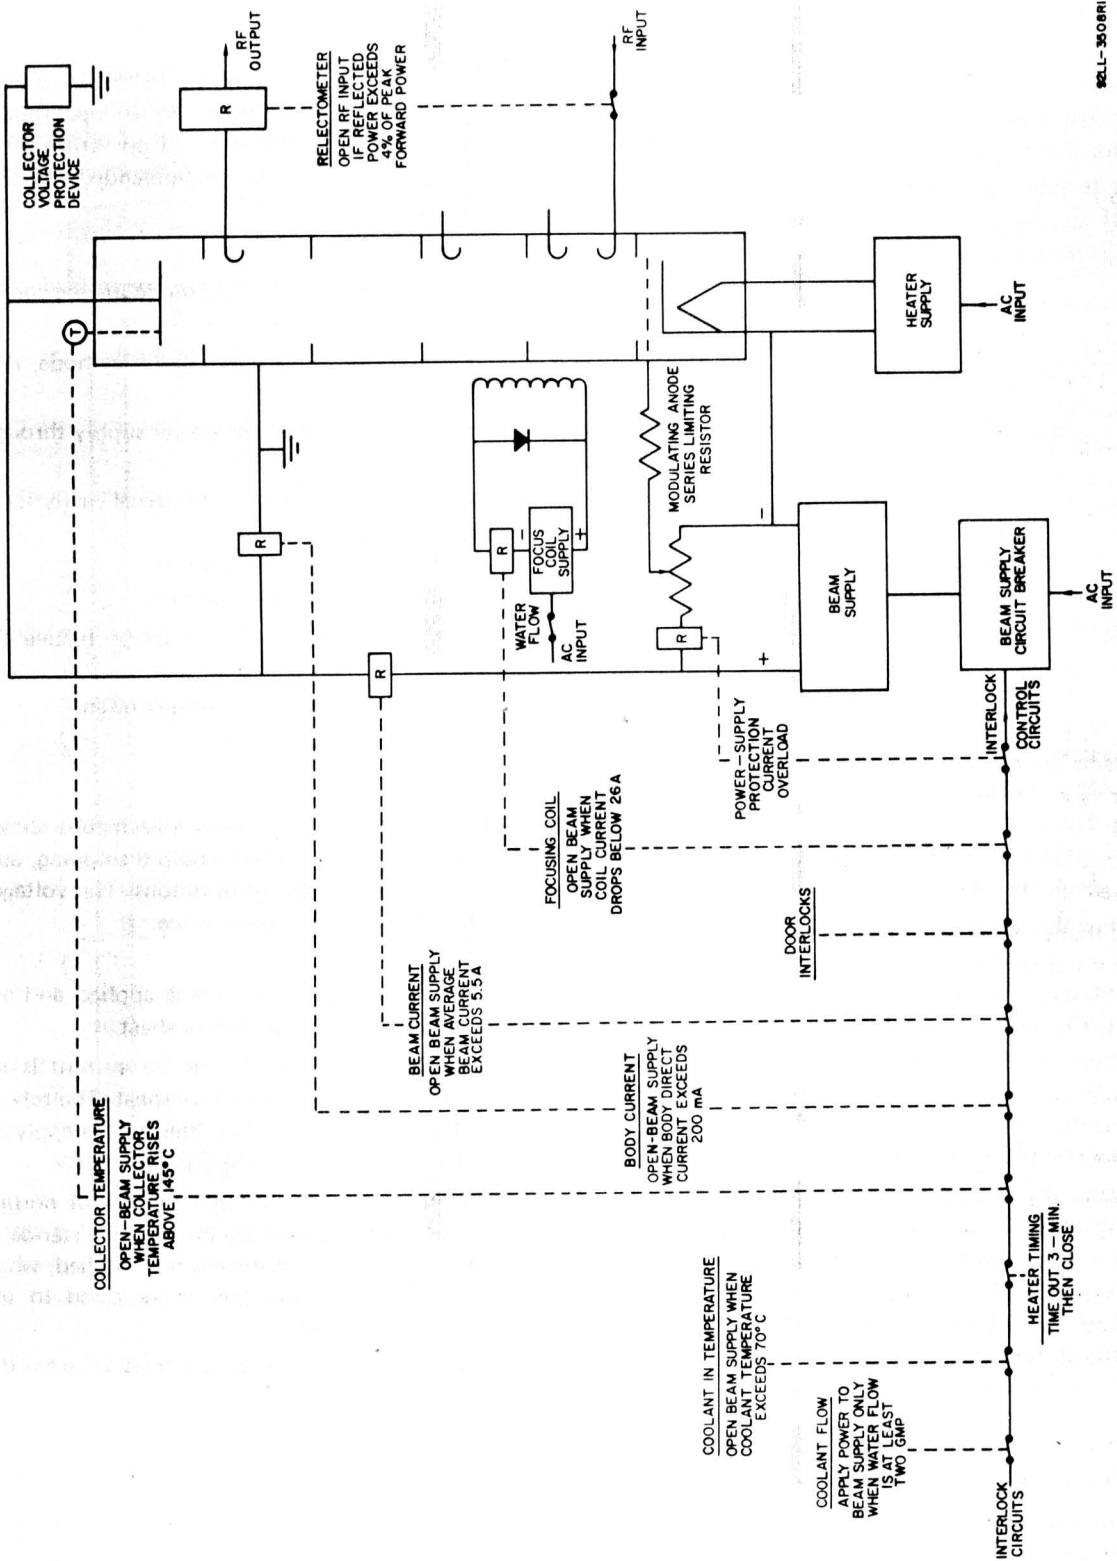 COLLECTOR
VOLTAGE
PROTECTION
DEVICE
T
R
RF
OUTPUT
RELECTOMETER
OPEN RF INPUT
IF REFLECTED
POWER EXCEEDS
4% OF PEAK
FORWARD POWER
RF
INPUT
HEATER
SUPPLY
AC
INPUT
MODULATING ANODE
SERIES LIMITING
RESISTOR
R
R
-
FOCUS
COIL
SUPPLY
+
WATER
FLOW
AC
INPUT
R
R
-
+
BEAM
SUPPLY
BEAM SUPPLY
CIRCUIT BREAKER
AC
INPUT
INTERLOCK
CONTROL
CIRCUITS
POWER-SUPPLY
PROTECTION
CURRENT
OVERLOAD
FOCUSING COIL
OPEN BEAM
SUPPLY WHEN
COIL CURRENT
DROPS BELOW 26A
DOOR
INTERLOCKS
BEAM CURRENT
OPEN BEAM SUPPLY
WHEN AVERAGE
BEAM CURRENT
EXCEEDS 5.5A
BODY CURRENT
OPEN-BEAM SUPPLY
WHEN BODY DIRECT
CURRENT EXCEEDS
200 mA
COLLECTOR TEMPERATURE
OPEN-BEAM SUPPLY
WHEN COLLECTOR
TEMPERATURE RISES
ABOVE 145°C
HEATER TIMING
TIME OUT 3-MIN.
THEN CLOSE
COOLANT IN TEMPERATURE
OPEN BEAM SUPPLY WHEN
COOLANT TEMPERATURE
EXCEEDS 70°C
COOLANT FLOW
APPLY POWER TO
BEAM SUPPLY ONLY
WHEN WATER FLOW
IS AT LEAST
TWO GMP
INTERLOCK
CIRCUITS
92LL-3508RI